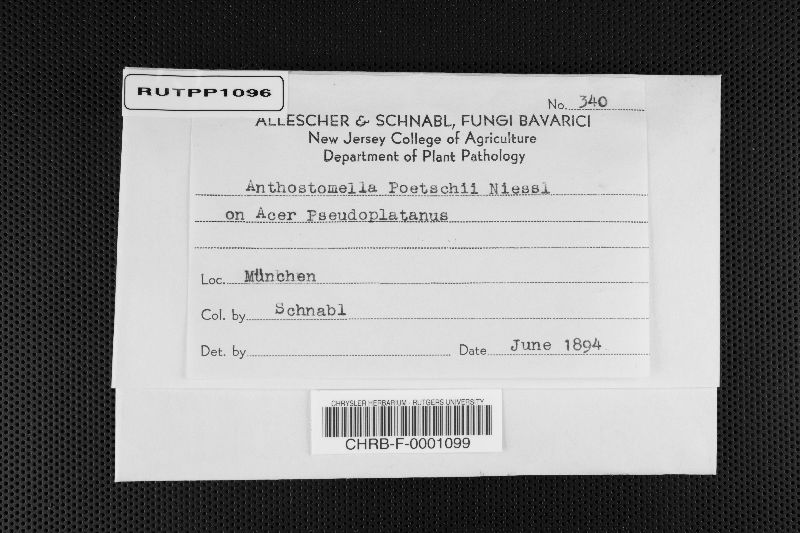 RUTPP1096
No. 340
ALLESCHER & SCHNABL, FUNGI BAVARICI
New Jersey College of Agriculture
Department of Plant Pathology
Anthostomella Poetschii Niessl
on Acer Pseudoplatanus
Loc. München
Col. by Schnabl
Det. by Date June 1894
CHRYSLER HERBARIUM - RUTGERS UNIVERSITY
CHRB-F-0001099